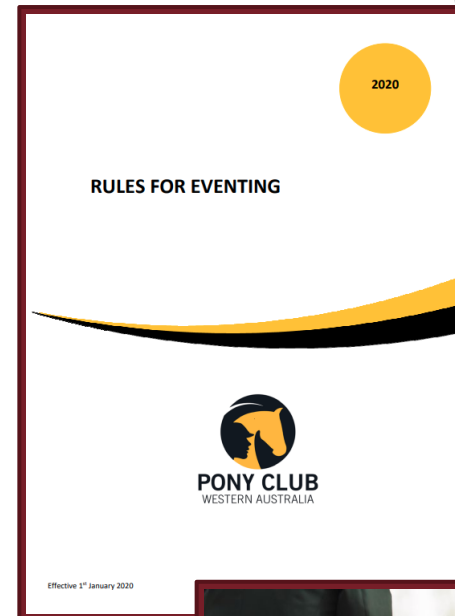 2020
RULES FOR EVENTING
PONY CLUB
WESTERN AUSTRALIA
Effective 1st January 2020